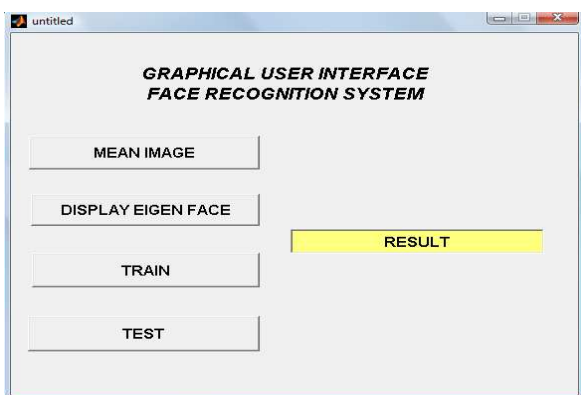 untitled
GRAPHICAL USER INTERFACE
FACE RECOGNITION SYSTEM
MEAN IMAGE
DISPLAY EIGEN FACE
RESULT
TRAIN
TEST